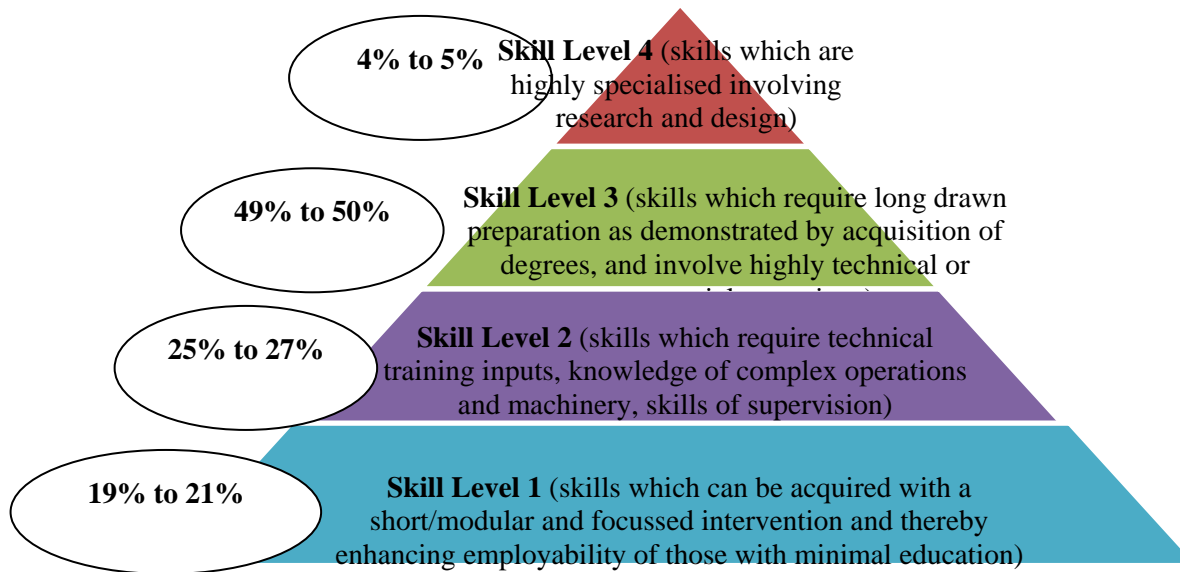 4% to 5%
Skill Level 4 (skills which are
highly specialised involving
research and design)
49% to 50%
Skill Level 3 (skills which require long drawn
preparation as demonstrated by acquisition of
degrees, and involve highly technical or
25% to 27%
Skill Level 2 (skills which require technical
training inputs, knowledge of complex operations
and machinery, skills of supervision)
19% to 21%
Skill Level 1 (skills which can be acquired with a
short/modular and focussed intervention and thereby
enhancing employability of those with minimal education)